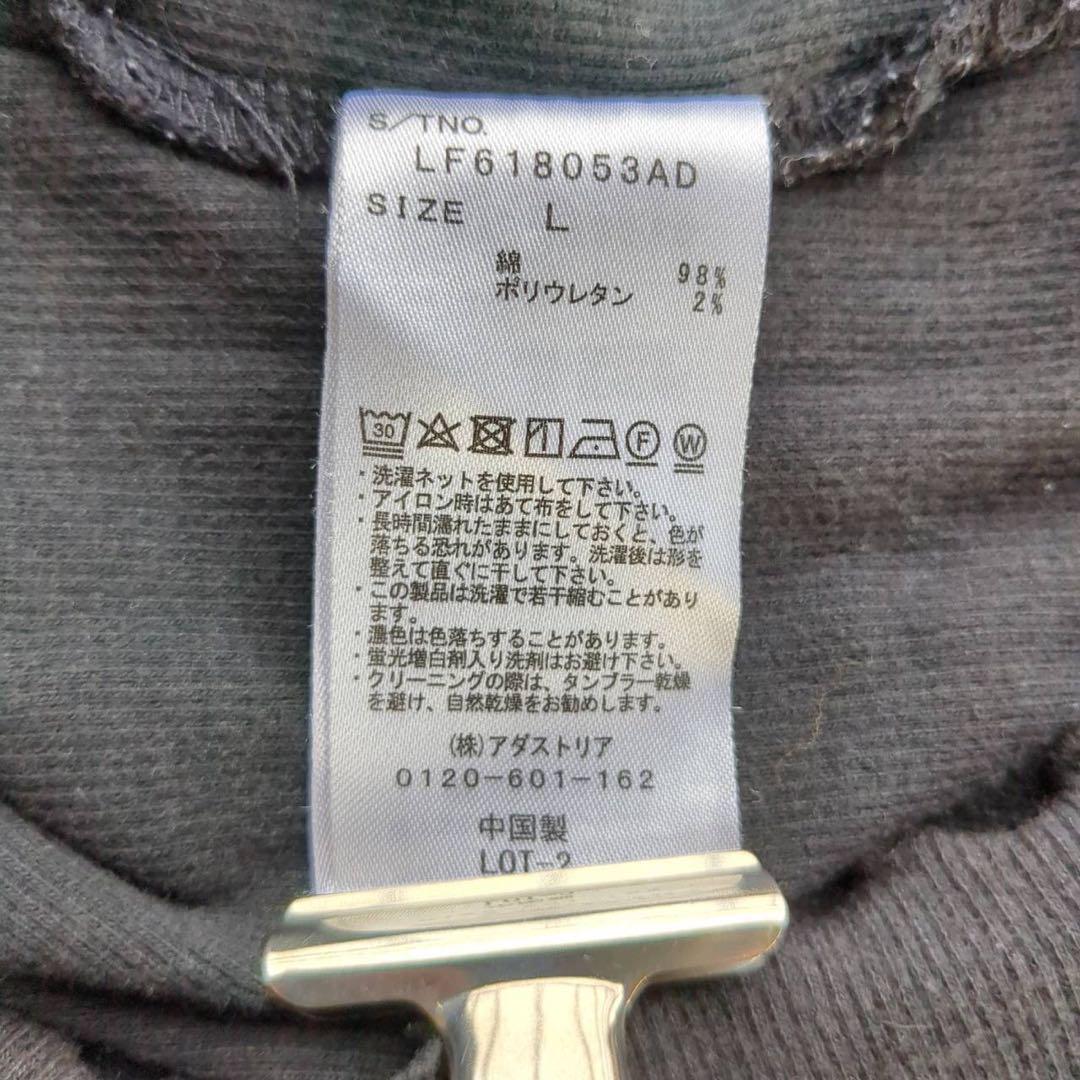 S/TNO.
LF618053AD
SIZE L
綿 98%
ポリウレタン 2%
30 F W
・洗濯ネットを使用して下さい。
・アイロン時はあて布をして下さい。
・長時間濡れたままにしておくと、色が
落ちる恐れがあります。洗濯後は形を
整えて直ぐに干して下さい。
・この製品は洗濯で若干縮むことがあり
ます。
・濃色は色落ちすることがあります。
・蛍光増白剤入り洗剤はお避け下さい。
・クリーニングの際は、タンブラー乾燥
を避け、自然乾燥をお勧めします。
(株)アダストリア
0120-601-162
中国製
LOT-2